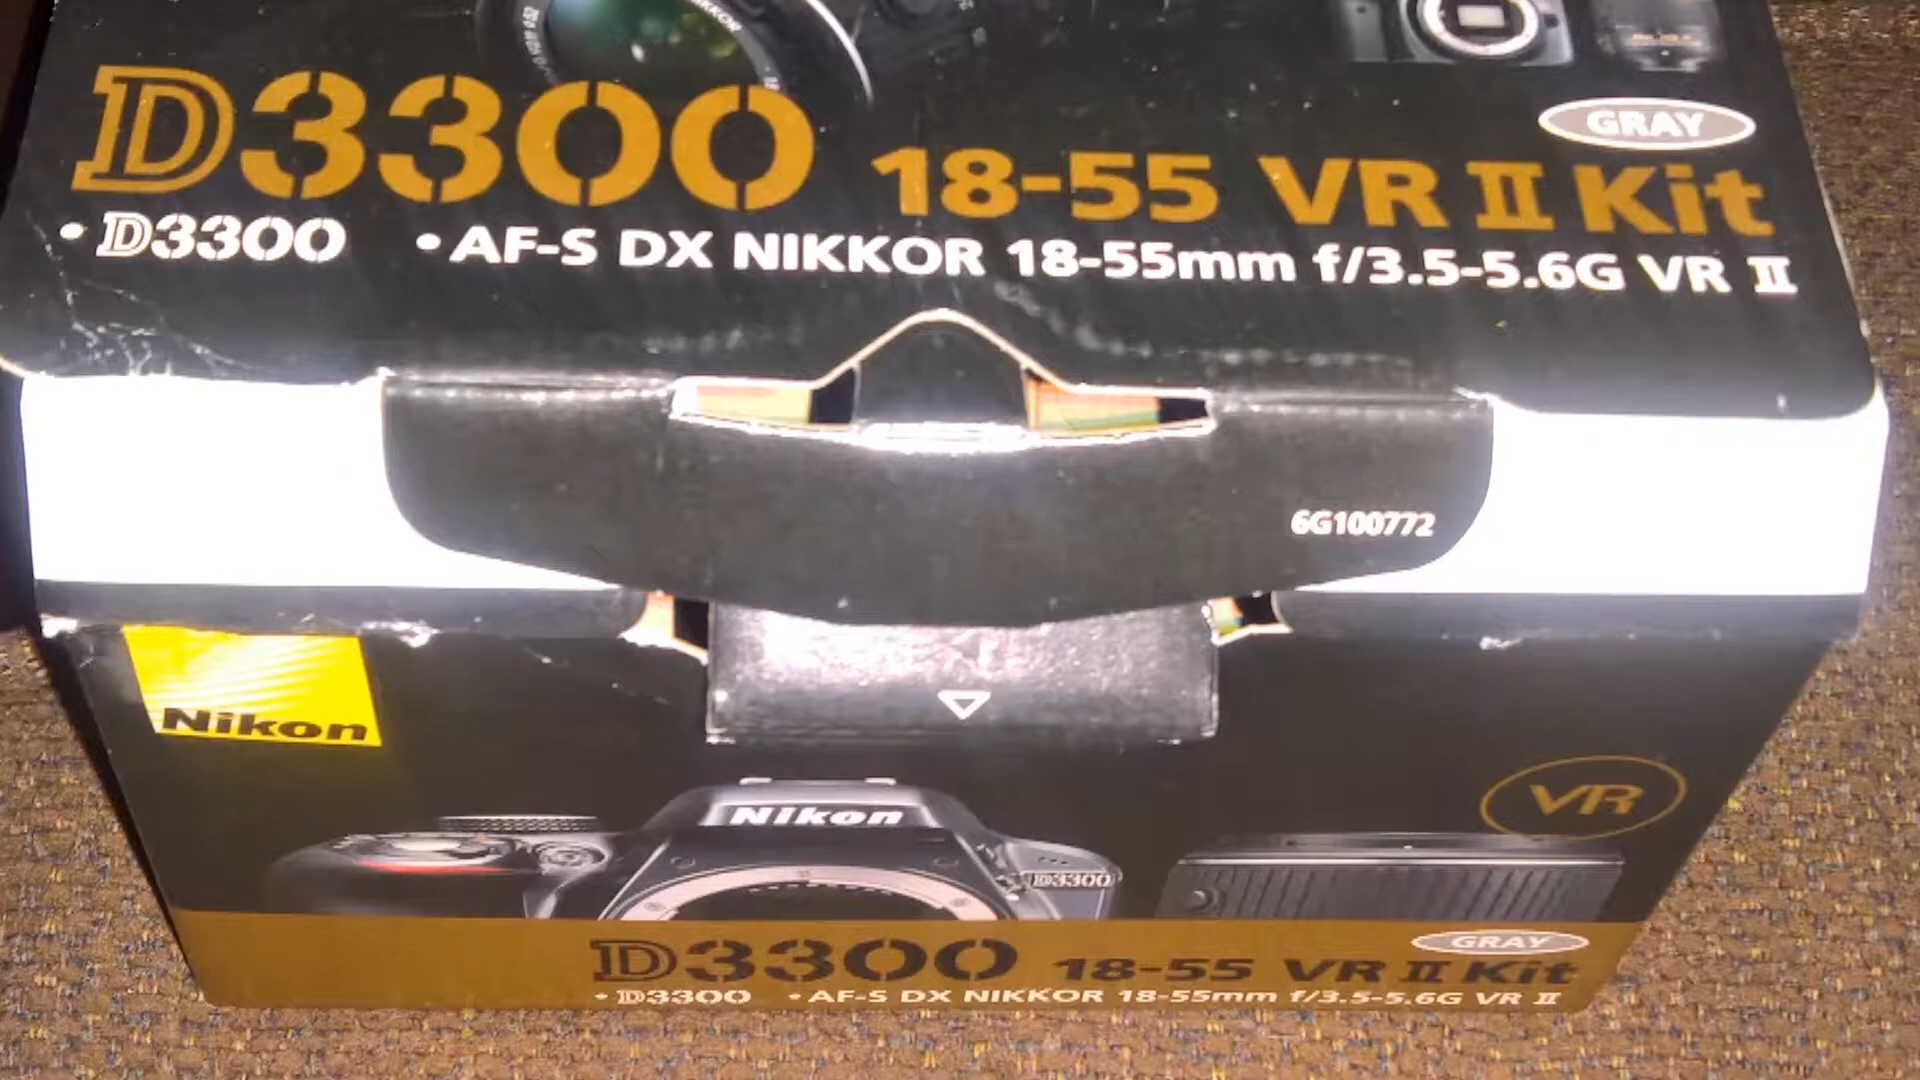 NIKKOR
GRAY
D3300 18-55 VR II Kit
• D3300 • AF-S DX NIKKOR 18-55mm f/3.5-5.6G VR II
6G100772
Nikon
VR
Nikon
D3300
GRAY
D3300 18-55 VR II Kit
• D3300 • AF-S DX NIKKOR 18-55mm f/3.5-5.6G VR II